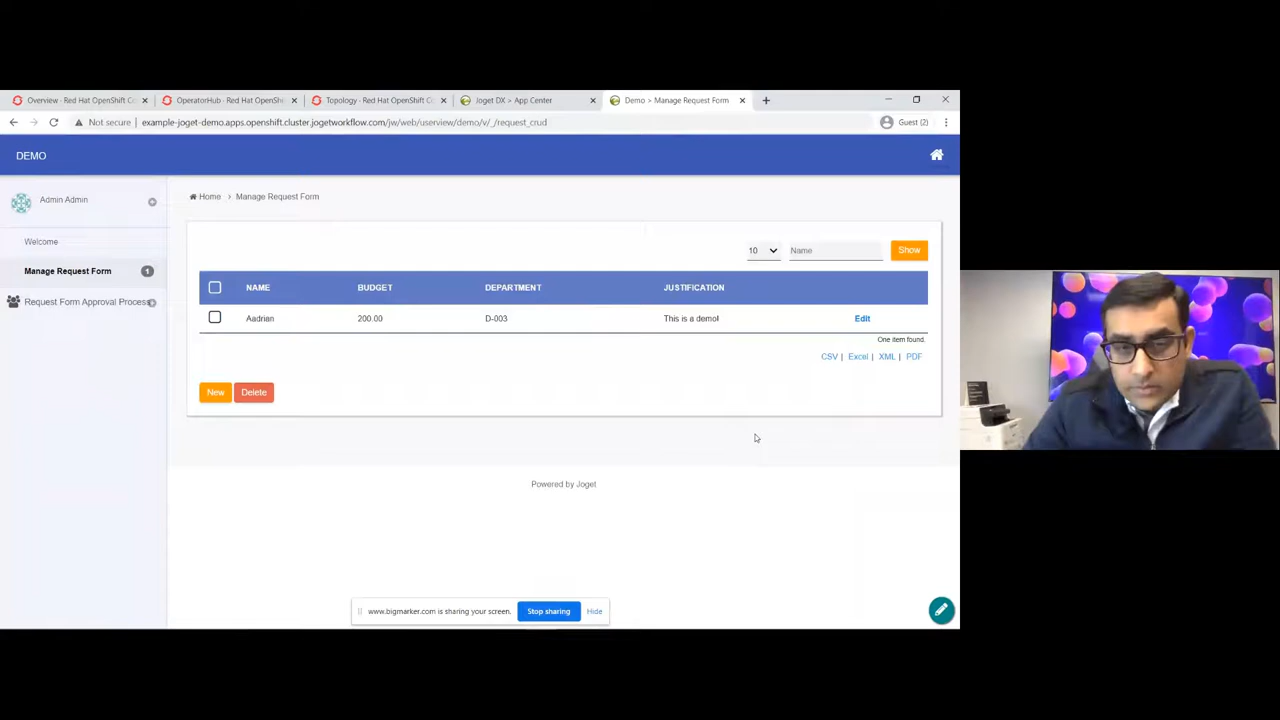 Overview · Red Hat OpenShift Co
OperatorHub · Red Hat OpenShi
Topology · Red Hat OpenShift C
Joget DX > App Center
Demo > Manage Request Form
Not secure
example-joget-demo.apps.openshift.cluster.jogetworkflow.com/jw/web/userview/demo/v/_/request_crud
Guest (2)
DEMO
Admin Admin
Welcome
Manage Request Form 1
Request Form Approval Process
Home › Manage Request Form
10 Name Show
NAME BUDGET DEPARTMENT JUSTIFICATION
Aadrian 200.00 D-003 This is a demo! Edit
One item found.
CSV | Excel | XML | PDF
New Delete
Powered by Joget
www.bigmarker.com is sharing your screen. Stop sharing Hide